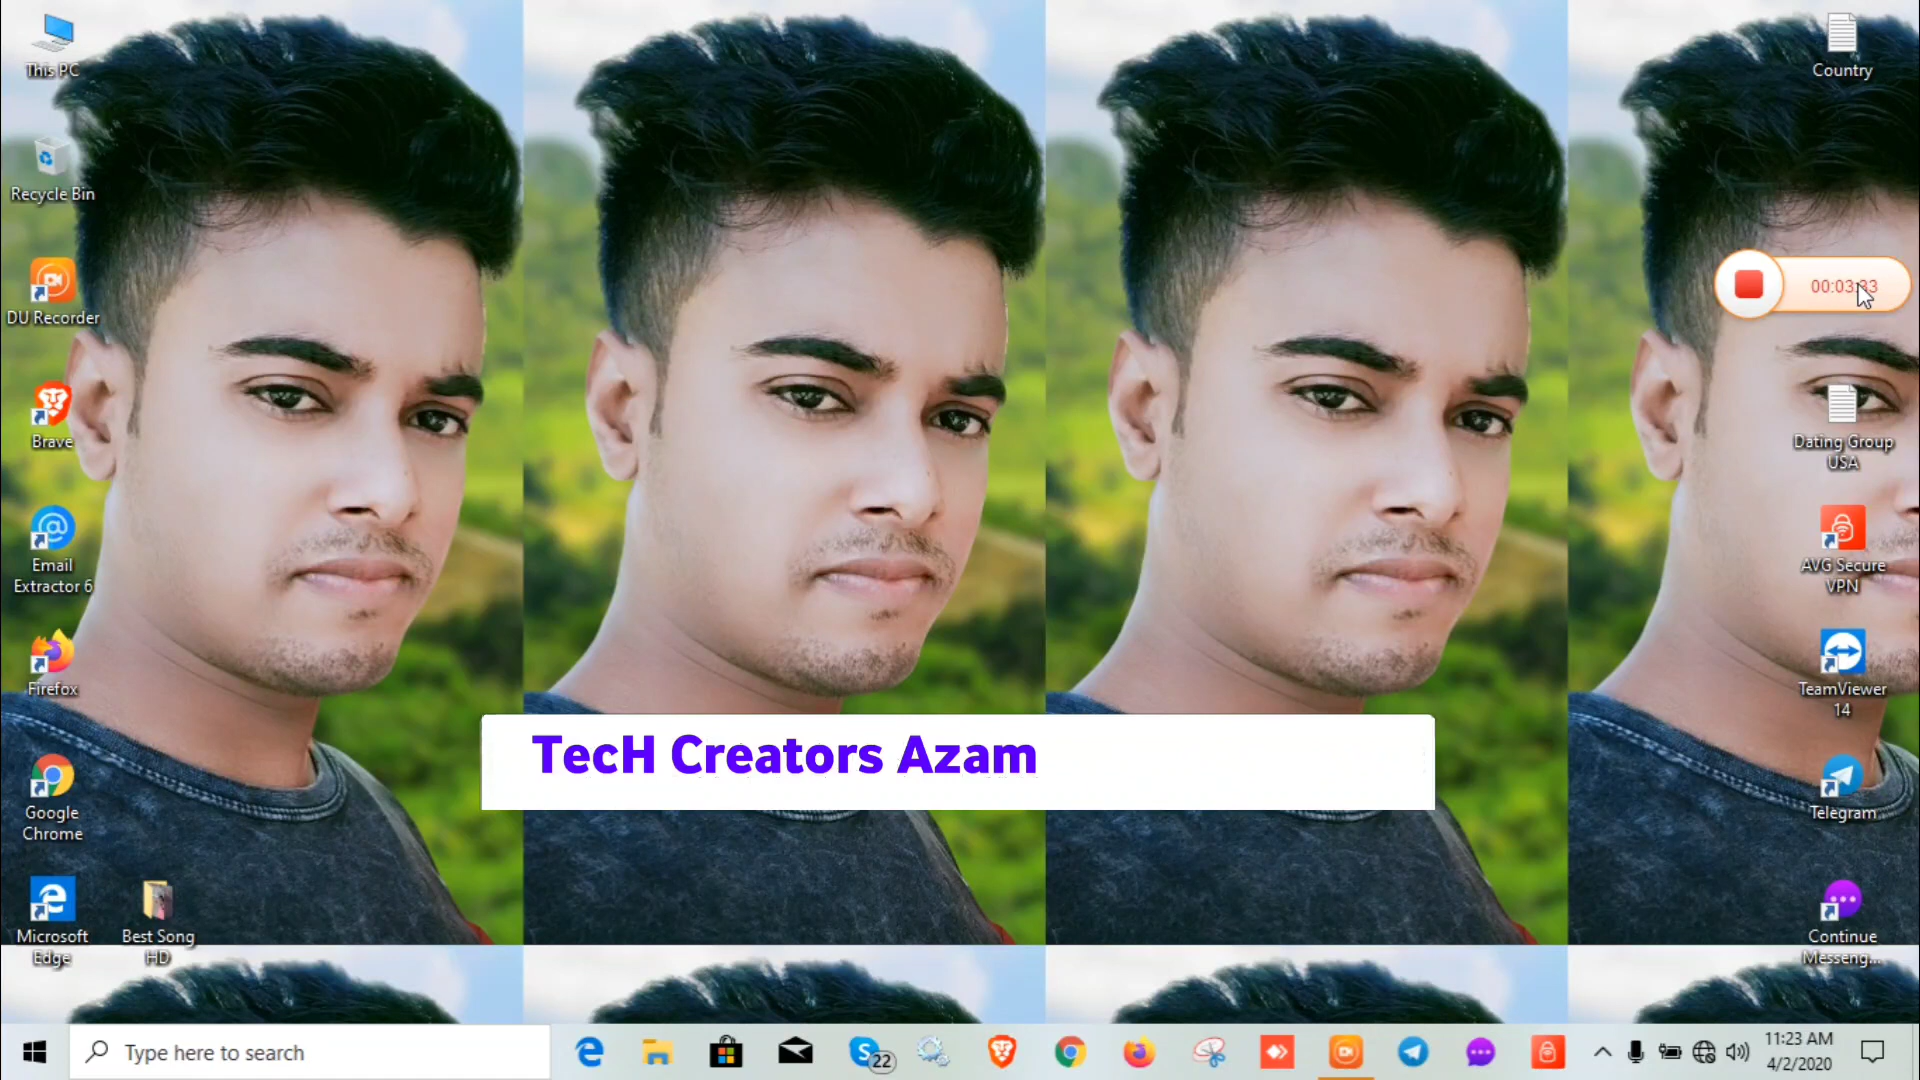 This PC
Recycle Bin
DU Recorder
Brave
Email
Extractor 6
Firefox
Google
Chrome
Microsoft
Edge
Best Song
HD
TecH Creators Azam
Country
Dating Group
USA
AVG Secure
VPN
TeamViewer
14
Telegram
Continue
Messeng...
Type here to search
22
11:23 AM
4/2/2020